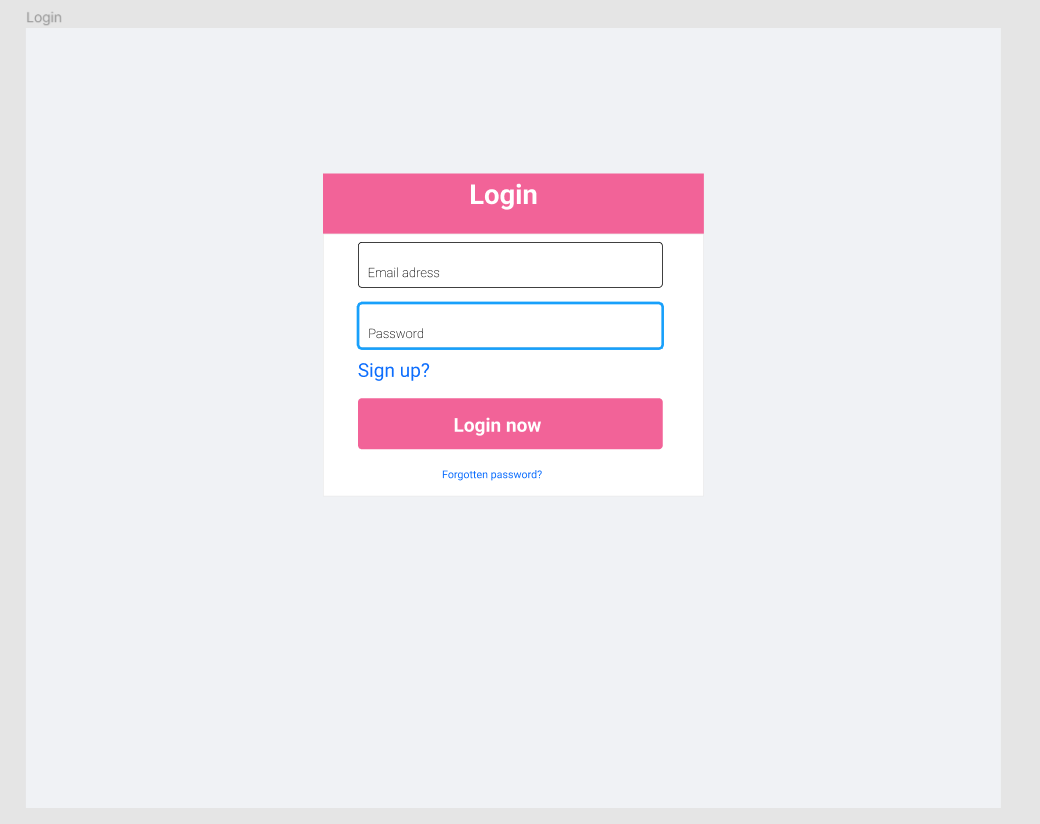 Login
Login
Email adress
Password
Sign up?
Login now
Forgotten password?